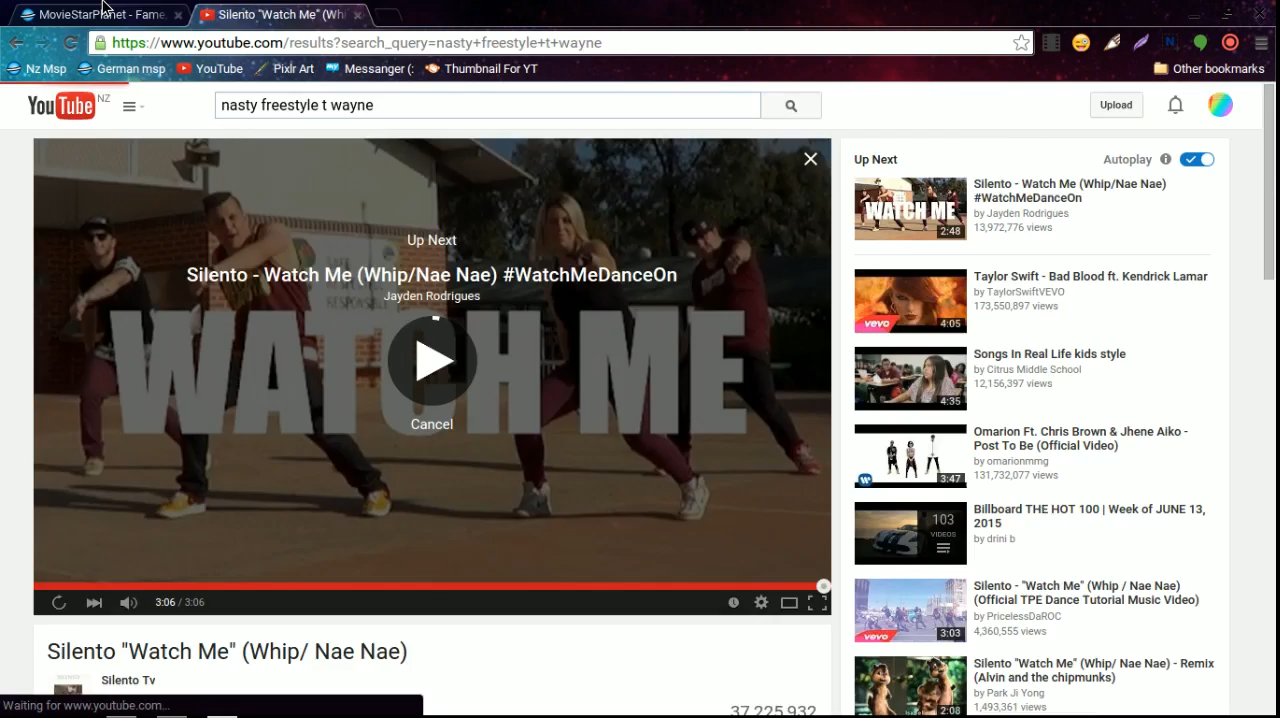 MovieStarPlanet - Fame,
Silento "Watch Me" (Whi
https://www.youtube.com/results?search_query=nasty+freestyle+t+wayne
Nz Msp
German msp
YouTube
Pixlr Art
Messanger (:
Thumbnail For YT
Other bookmarks
YouTube NZ
nasty freestyle t wayne
Upload
Up Next
Silento - Watch Me (Whip/Nae Nae) #WatchMeDanceOn
Jayden Rodrigues
WATCH ME
Cancel
3:06 / 3:06
Silento "Watch Me" (Whip/ Nae Nae)
Silento Tv
37,225,932
Waiting for www.youtube.com...
Up Next
Autoplay
WATCH ME
2:48
Silento - Watch Me (Whip/Nae Nae)
#WatchMeDanceOn
by Jayden Rodrigues
13,972,776 views
vevo
4:05
Taylor Swift - Bad Blood ft. Kendrick Lamar
by TaylorSwiftVEVO
173,550,897 views
4:35
Songs In Real Life kids style
by Citrus Middle School
12,156,397 views
3:47
Omarion Ft. Chris Brown & Jhene Aiko -
Post To Be (Official Video)
by omarionmmg
131,732,077 views
103
VIDEOS
Billboard THE HOT 100 | Week of JUNE 13,
2015
by drini b
vevo
3:03
Silento - "Watch Me" (Whip / Nae Nae)
(Official TPE Dance Tutorial Music Video)
by PricelessDaROC
4,360,555 views
2:08
Silento "Watch Me" (Whip/ Nae Nae) - Remix
(Alvin and the chipmunks)
by Park Ji Yong
1,493,361 views